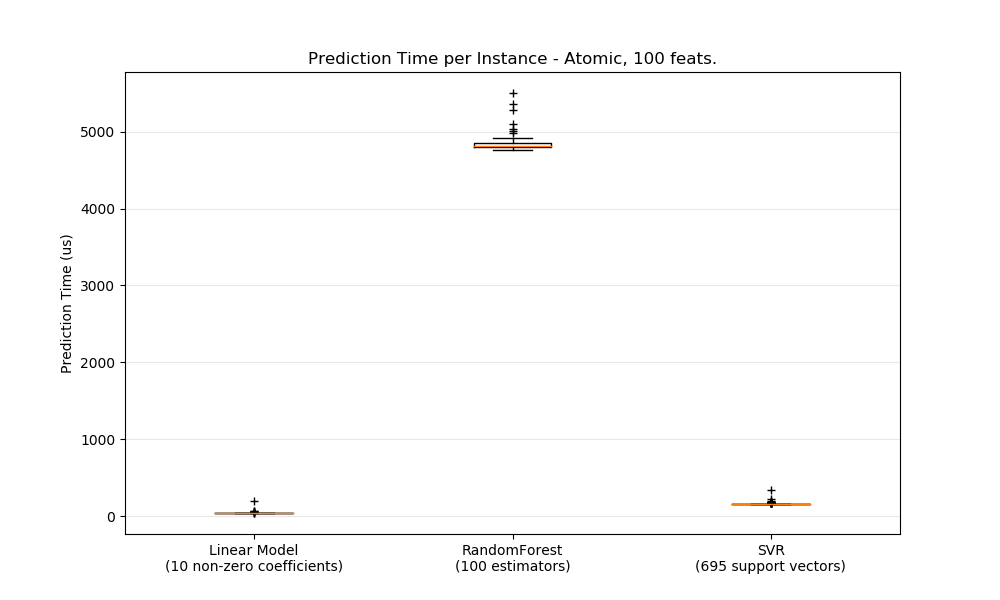 Prediction Time per Instance - Atomic, 100 feats.
Prediction Time (us)
5000
4000
3000
2000
1000
0
Linear Model
(10 non-zero coefficients)
RandomForest
(100 estimators)
SVR
(695 support vectors)